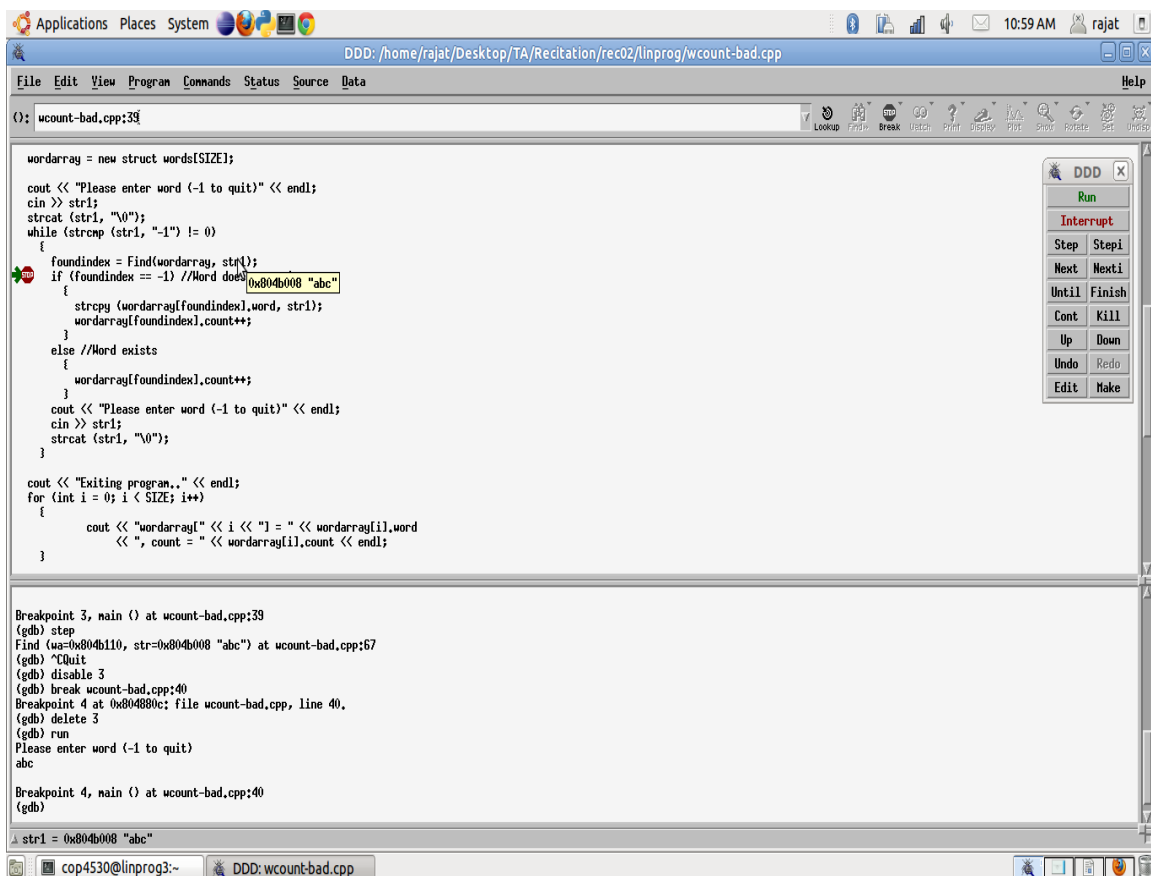 Applications Places System 10:59 AM rajat
DDD: /home/rajat/Desktop/TA/Recitation/rec02/linprog/wcount-bad.cpp
File Edit View Program Commands Status Source Data Help
(): wcount-bad.cpp:39
Lookup Find» Break Watch Print Display Plot Show Rotate Set Undisp
wordarray = new struct words[SIZE];
cout << "Please enter word (-1 to quit)" << endl;
cin >> str1;
strcat (str1, "\0");
while (strcmp (str1, "-1") != 0)
{
foundindex = Find(wordarray, str1);
if (foundindex == -1) //Word does
0x804b008 "abc"
{
strcpy (wordarray[foundindex].word, str1);
wordarray[foundindex].count++;
}
else //Word exists
{
wordarray[foundindex].count++;
}
cout << "Please enter word (-1 to quit)" << endl;
cin >> str1;
strcat (str1, "\0");
}
cout << "Exiting program.." << endl;
for (int i = 0; i < SIZE; i++)
{
cout << "wordarray[" << i << "] = " << wordarray[i].word
<< ", count = " << wordarray[i].count << endl;
}
STOP
DDD
Run
Interrupt
Step Stepi
Next Nexti
Until Finish
Cont Kill
Up Down
Undo Redo
Edit Make
Breakpoint 3, main () at wcount-bad.cpp:39
(gdb) step
Find (wa=0x804b110, str=0x804b008 "abc") at wcount-bad.cpp:67
(gdb) ^CQuit
(gdb) disable 3
(gdb) break wcount-bad.cpp:40
Breakpoint 4 at 0x804880c: file wcount-bad.cpp, line 40.
(gdb) delete 3
(gdb) run
Please enter word (-1 to quit)
abc
Breakpoint 4, main () at wcount-bad.cpp:40
(gdb)
str1 = 0x804b008 "abc"
cop4530@linprog3:~ DDD: wcount-bad.cpp